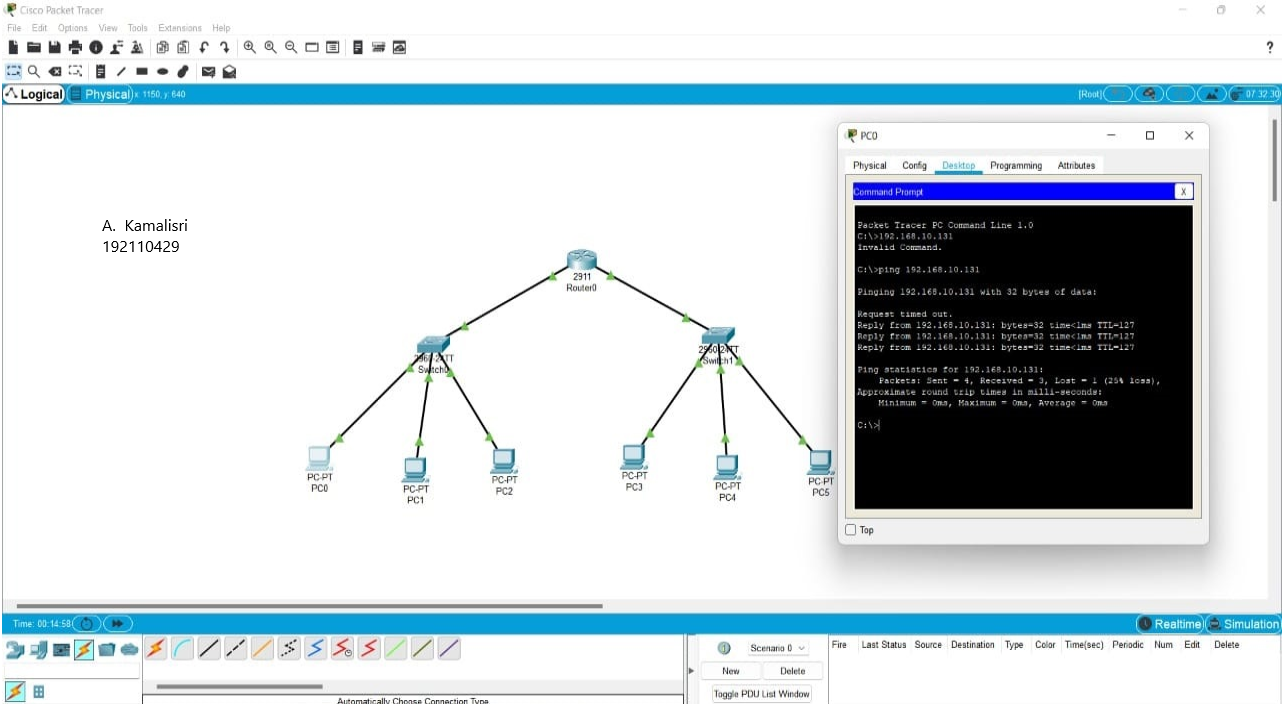 Cisco Packet Tracer
File Edit Options View Tools Extensions Help
?
Logical Physical x: 1150, y: 640
[Root] 07:32:30
A. Kamalisri
192110429
2911
Router0
2960-24TT
Switch0
2960-24TT
Switch1
PC-PT
PC0
PC-PT
PC1
PC-PT
PC2
PC-PT
PC3
PC-PT
PC4
PC-PT
PC5
PC0
Physical Config Desktop Programming Attributes
Command Prompt X
Packet Tracer PC Command Line 1.0
C:\>192.168.10.131
Invalid Command.
C:\>ping 192.168.10.131
Pinging 192.168.10.131 with 32 bytes of data:
Request timed out.
Reply from 192.168.10.131: bytes=32 time<1ms TTL=127
Reply from 192.168.10.131: bytes=32 time<1ms TTL=127
Reply from 192.168.10.131: bytes=32 time<1ms TTL=127
Ping statistics for 192.168.10.131:
Packets: Sent = 4, Received = 3, Lost = 1 (25% loss),
Approximate round trip times in milli-seconds:
Minimum = 0ms, Maximum = 0ms, Average = 0ms
C:\>
Top
Time: 00:14:58
Realtime Simulation
Scenario 0
New Delete
Toggle PDU List Window
Fire Last Status Source Destination Type Color Time(sec) Periodic Num Edit Delete
Automatically Choose Connection Type